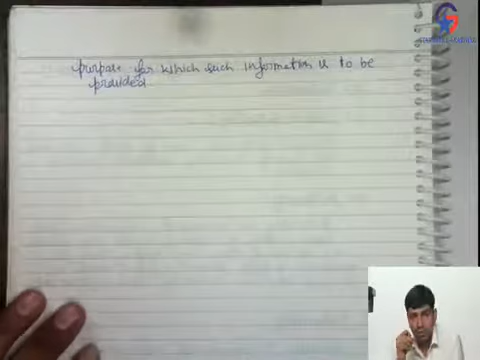 purpose for which such information is to be
provided